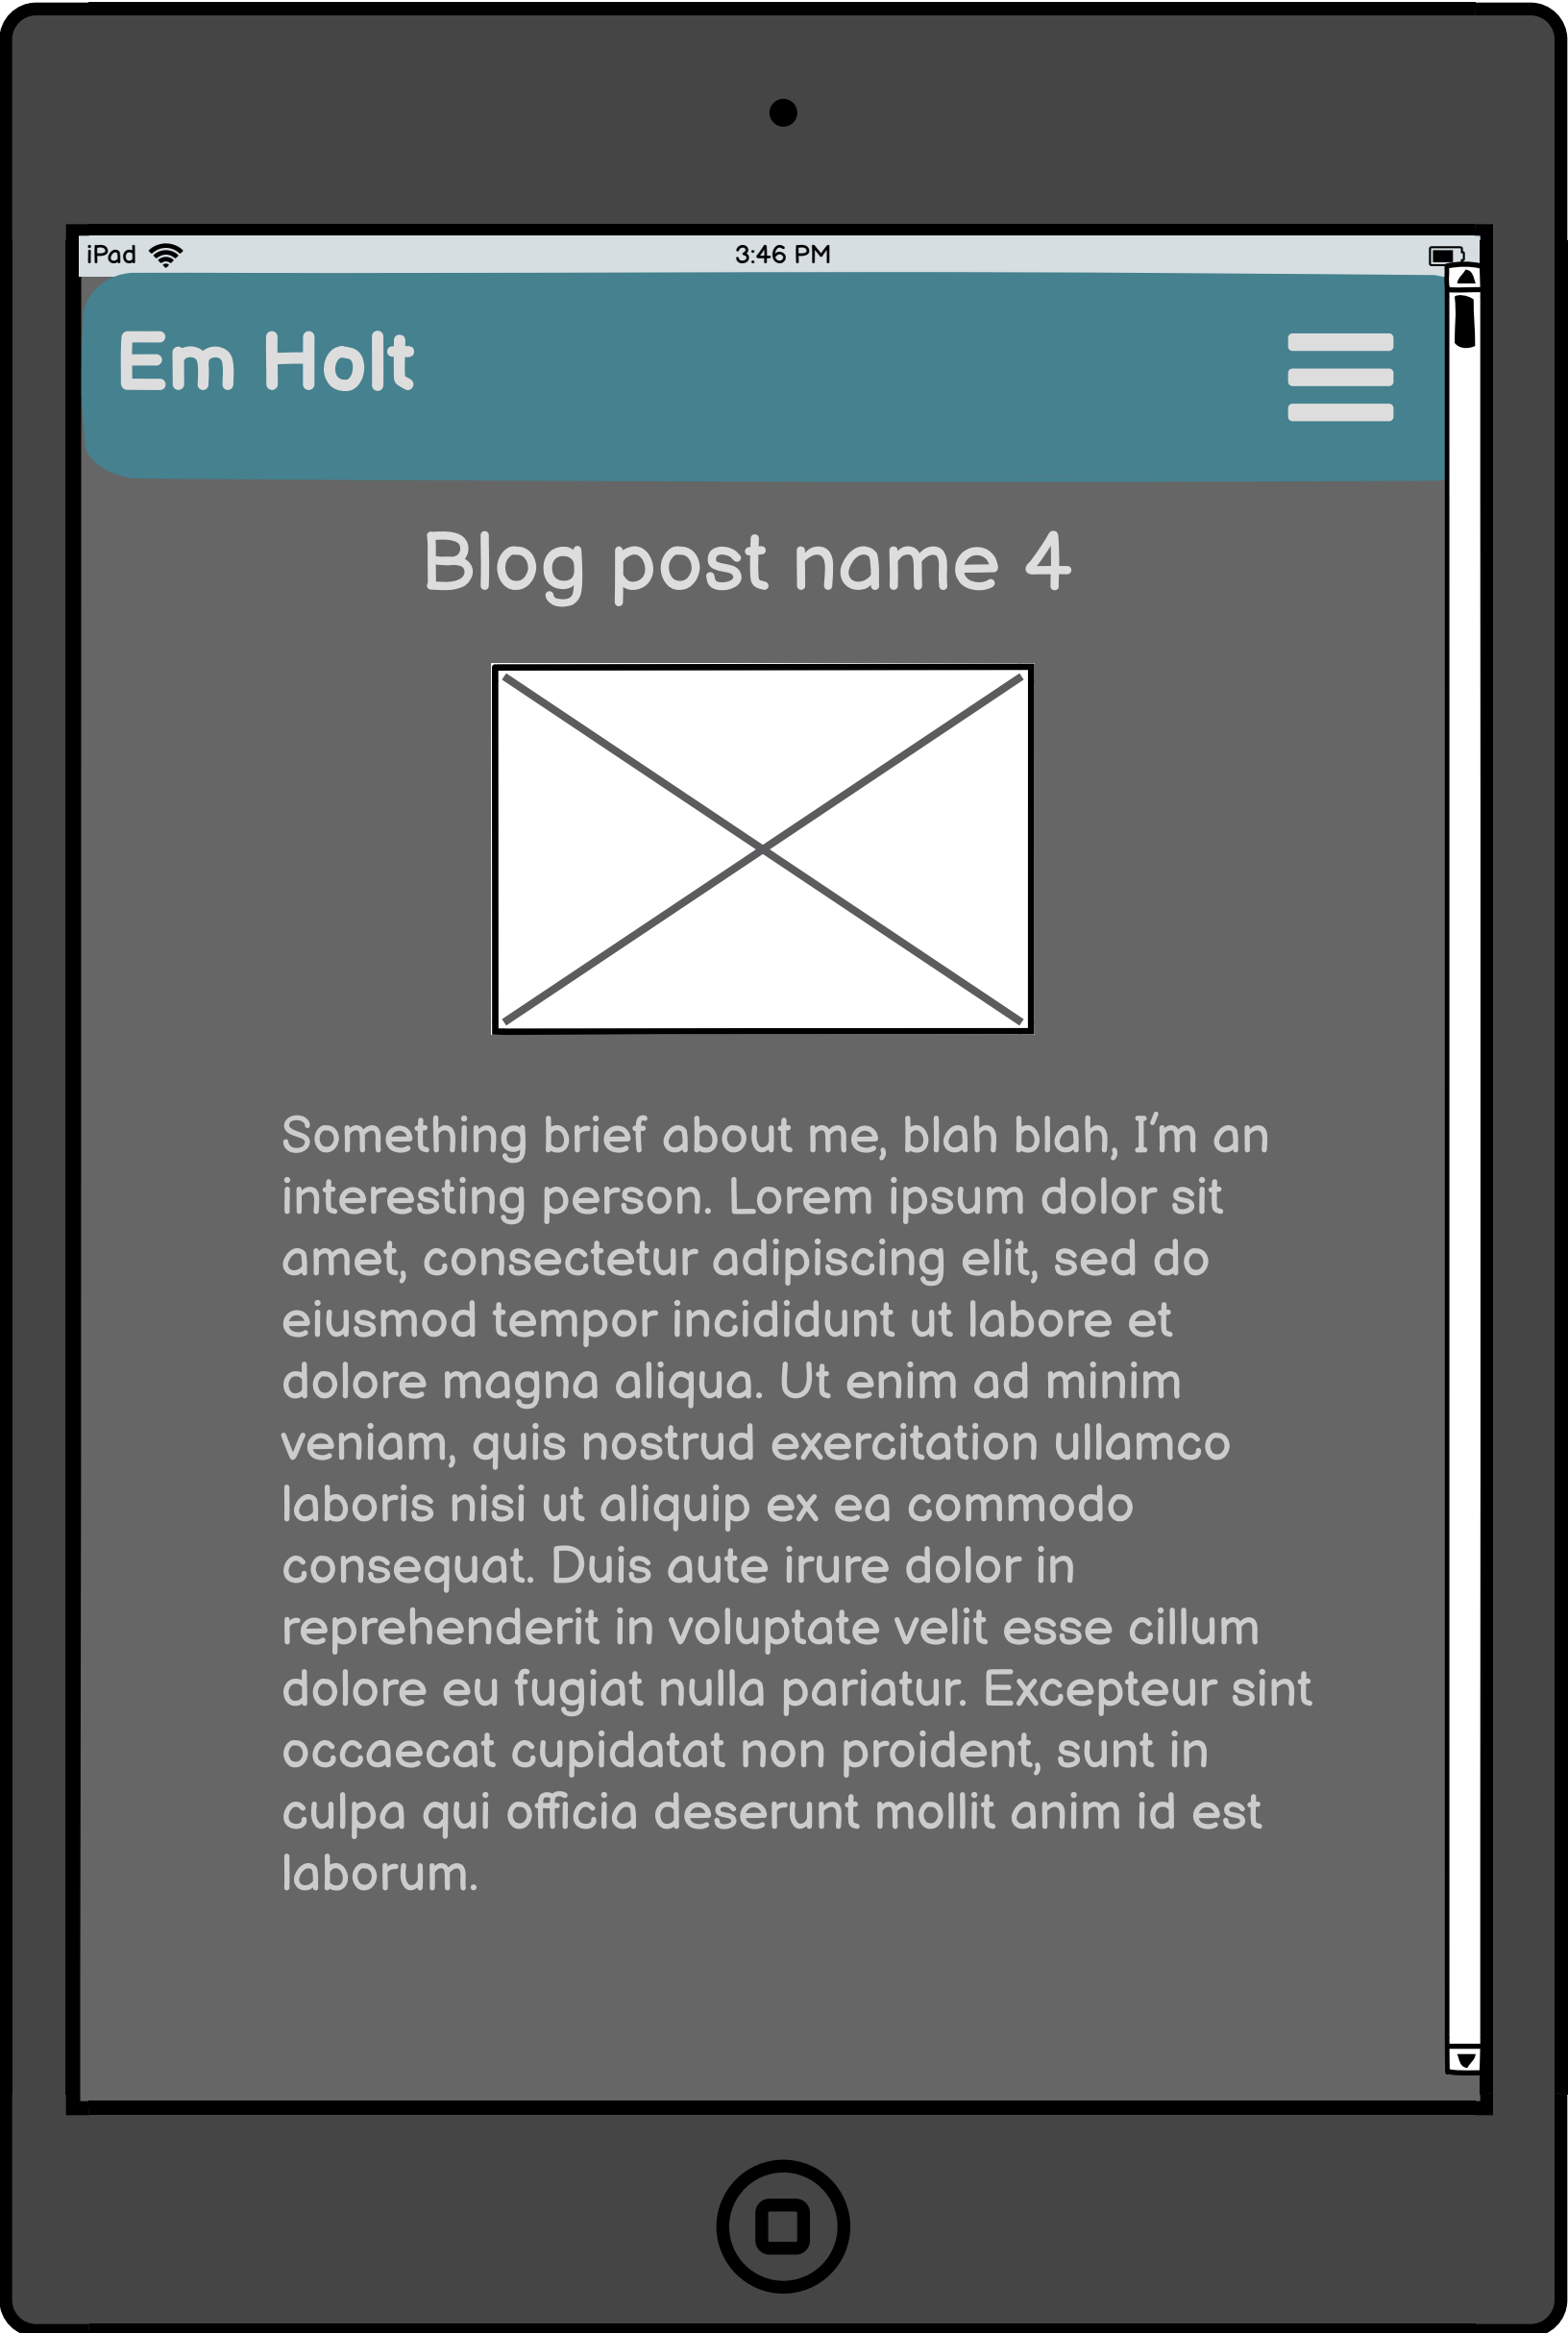 iPad 3:46 PM
Em Holt
Blog post name 4
Something brief about me, blah blah, I'm an
interesting person. Lorem ipsum dolor sit
amet, consectetur adipiscing elit, sed do
eiusmod tempor incididunt ut labore et
dolore magna aliqua. Ut enim ad minim
veniam, quis nostrud exercitation ullamco
laboris nisi ut aliquip ex ea commodo
consequat. Duis aute irure dolor in
reprehenderit in voluptate velit esse cillum
dolore eu fugiat nulla pariatur. Excepteur sint
occaecat cupidatat non proident, sunt in
culpa qui officia deserunt mollit anim id est
laborum.